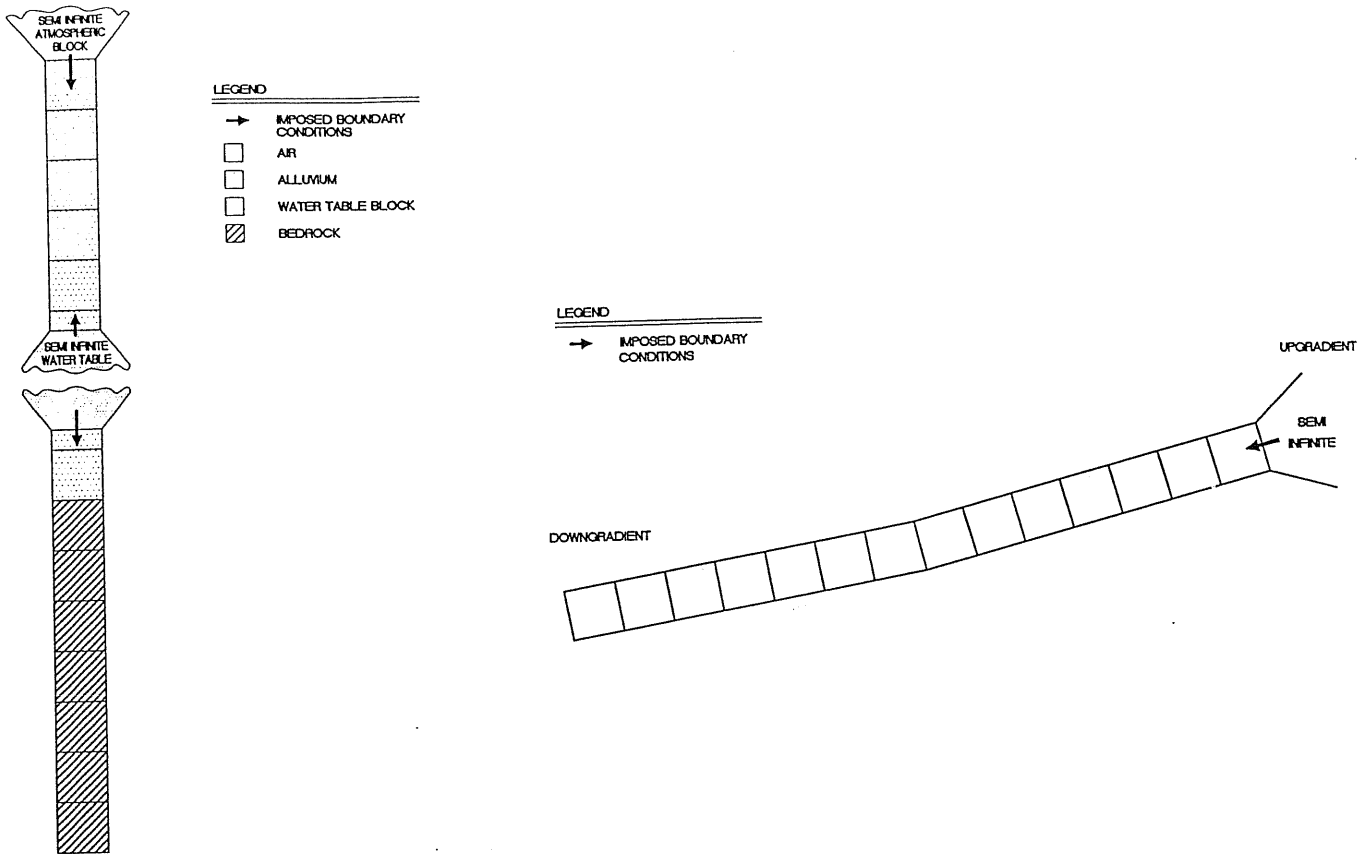 SEMI INFINITE
ATMOSPHERIC
BLOCK
SEMI INFINITE
WATER TABLE
LEGEND
IMPOSED BOUNDARY
CONDITIONS
AIR
ALLUVIUM
WATER TABLE BLOCK
BEDROCK
LEGEND
IMPOSED BOUNDARY
CONDITIONS
UPGRADIENT
SEMI
INFINITE
DOWNGRADIENT